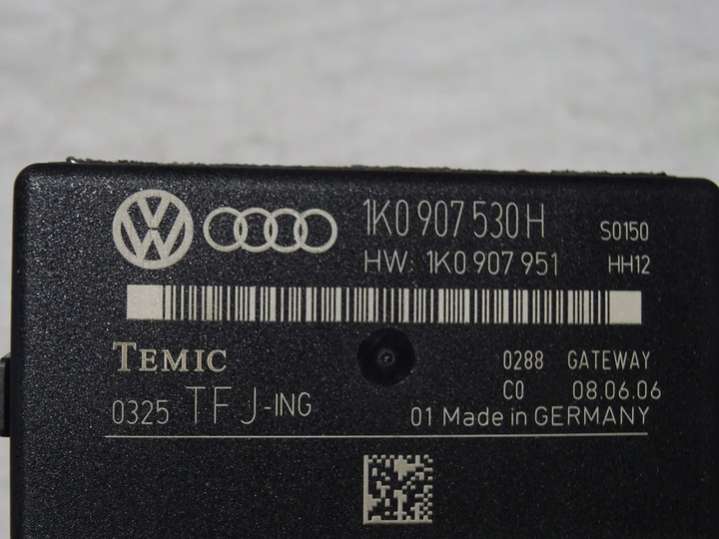 1K0 907 530 H S0150
HW: 1K0 907 951 HH12
TEMIC 0288 GATEWAY
C0 08.06.06
0325 TFJ-ING 01 Made in GERMANY